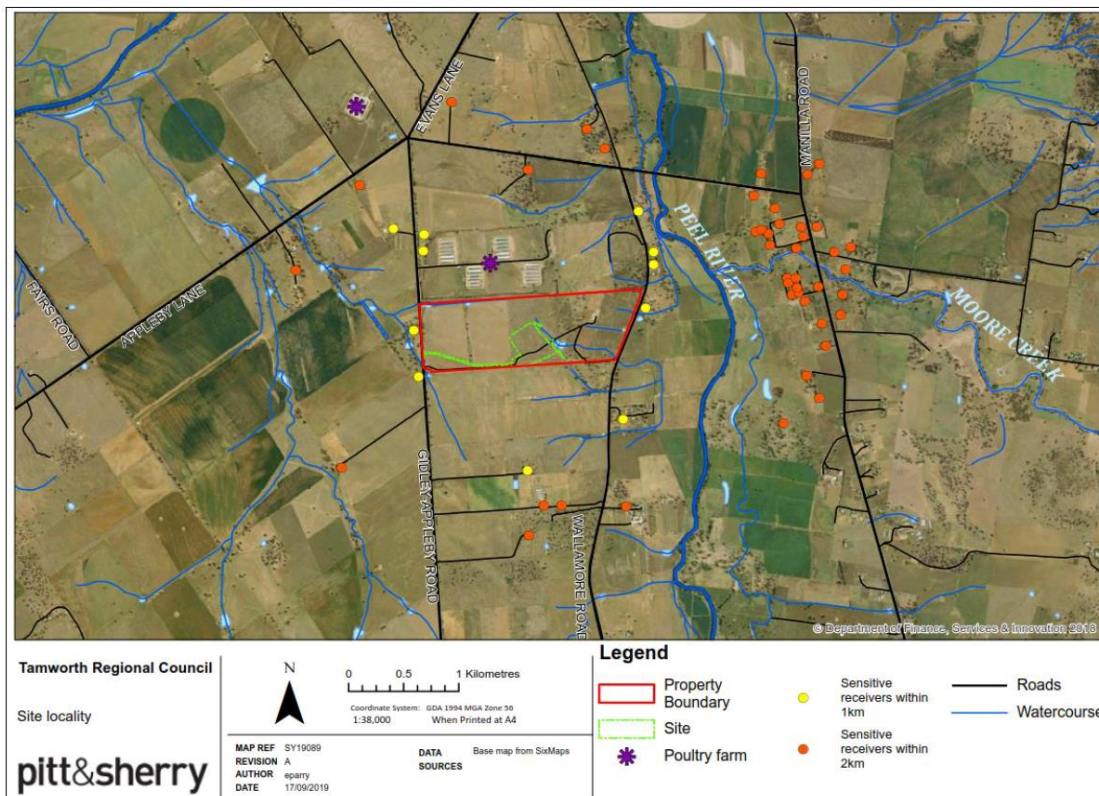 EVANS LANE
MANILLA ROAD
PEEL RIVER
MOORE CREEK
FAIRS ROAD
APPLEBY LANE
GIDLEY APPLEBY ROAD
WALLAMORE ROAD
© Department of Finance, Services & Innovation 2018
Tamworth Regional Council
Site locality
pitt&sherry
N
0 0.5 1 Kilometres
Coordinate System: GDA 1994 MGA Zone 56
1:38,000 When Printed at A4
MAP REF SY19089
REVISION A
AUTHOR eparry
DATE 17/09/2019
DATA SOURCES Base map from SixMaps
Legend
Property Boundary
Site
Poultry farm
Sensitive receivers within 1km
Sensitive receivers within 2km
Roads
Watercourse